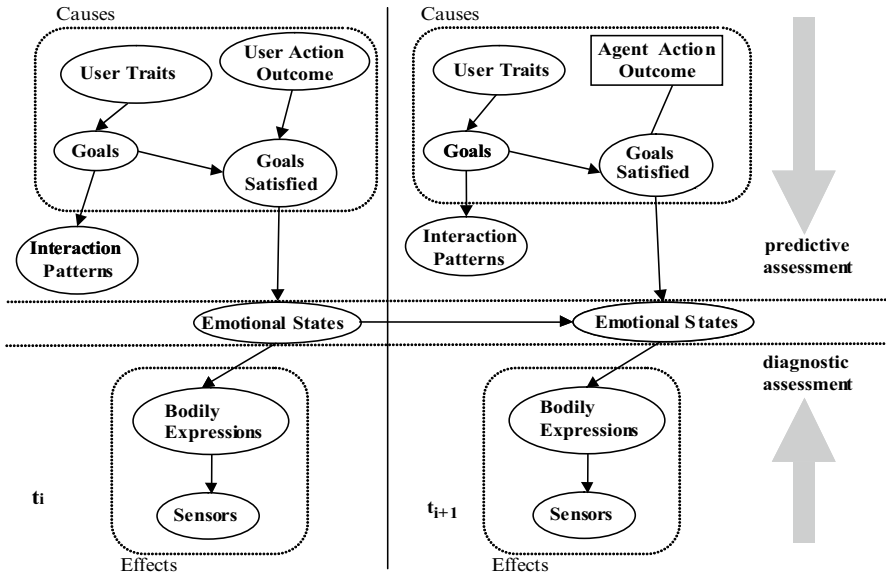 Causes
User Traits
User Action
Outcome
Goals
Goals
Satisfied
Interaction
Patterns
Causes
User Traits
Agent Action
Outcome
Goals
Goals
Satisfied
Interaction
Patterns
predictive
assessment
Emotional States
Emotional States
diagnostic
assessment
Bodily
Expressions
Sensors
ti
Effects
Bodily
Expressions
Sensors
ti+1
Effects